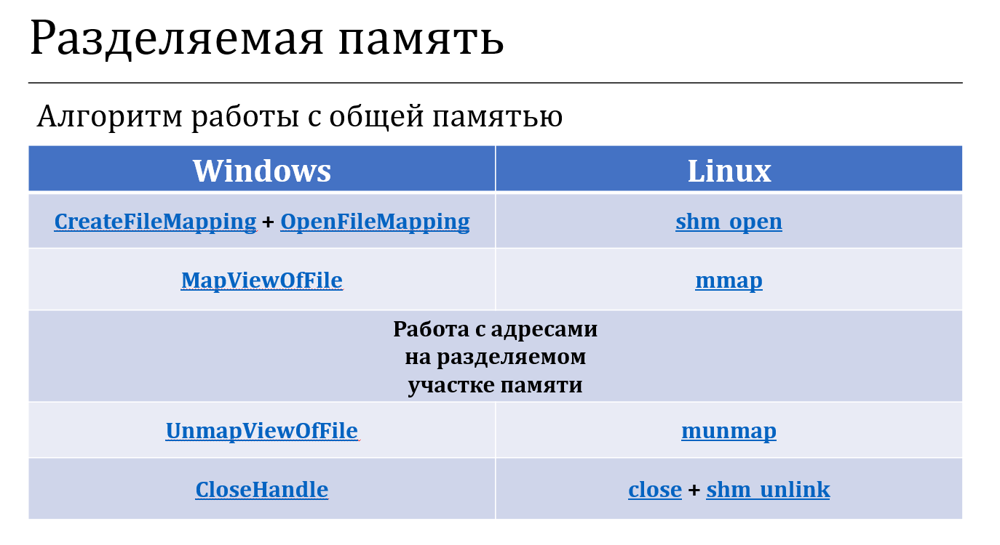 Разделяемая память
Алгоритм работы с общей памятью
Windows
Linux
CreateFileMapping + OpenFileMapping
shm_open
MapViewOfFile
mmap
Работа с адресами
на разделяемом
участке памяти
UnmapViewOfFile
munmap
CloseHandle
close + shm_unlink